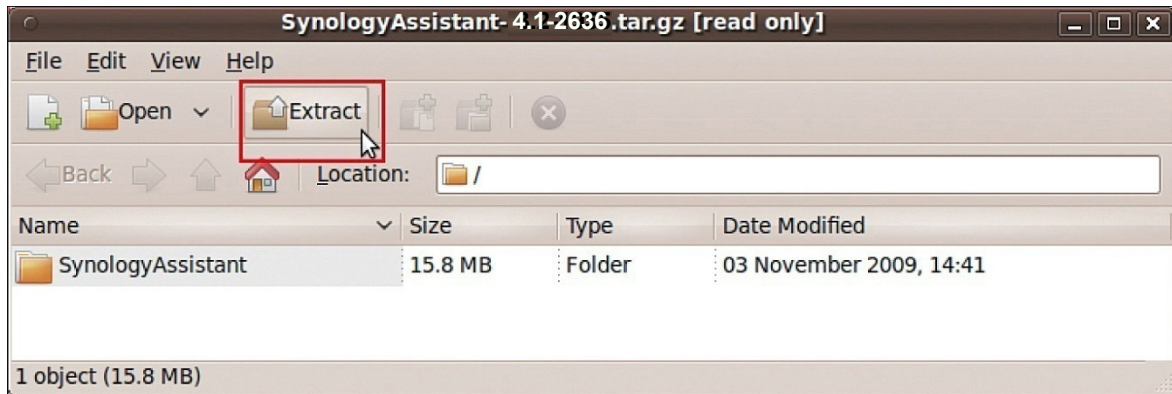 SynologyAssistant- 4.1-2636.tar.gz [read only]
File Edit View Help
Open Extract
Back Location: /
Name Size Type Date Modified
SynologyAssistant 15.8 MB Folder 03 November 2009, 14:41
1 object (15.8 MB)